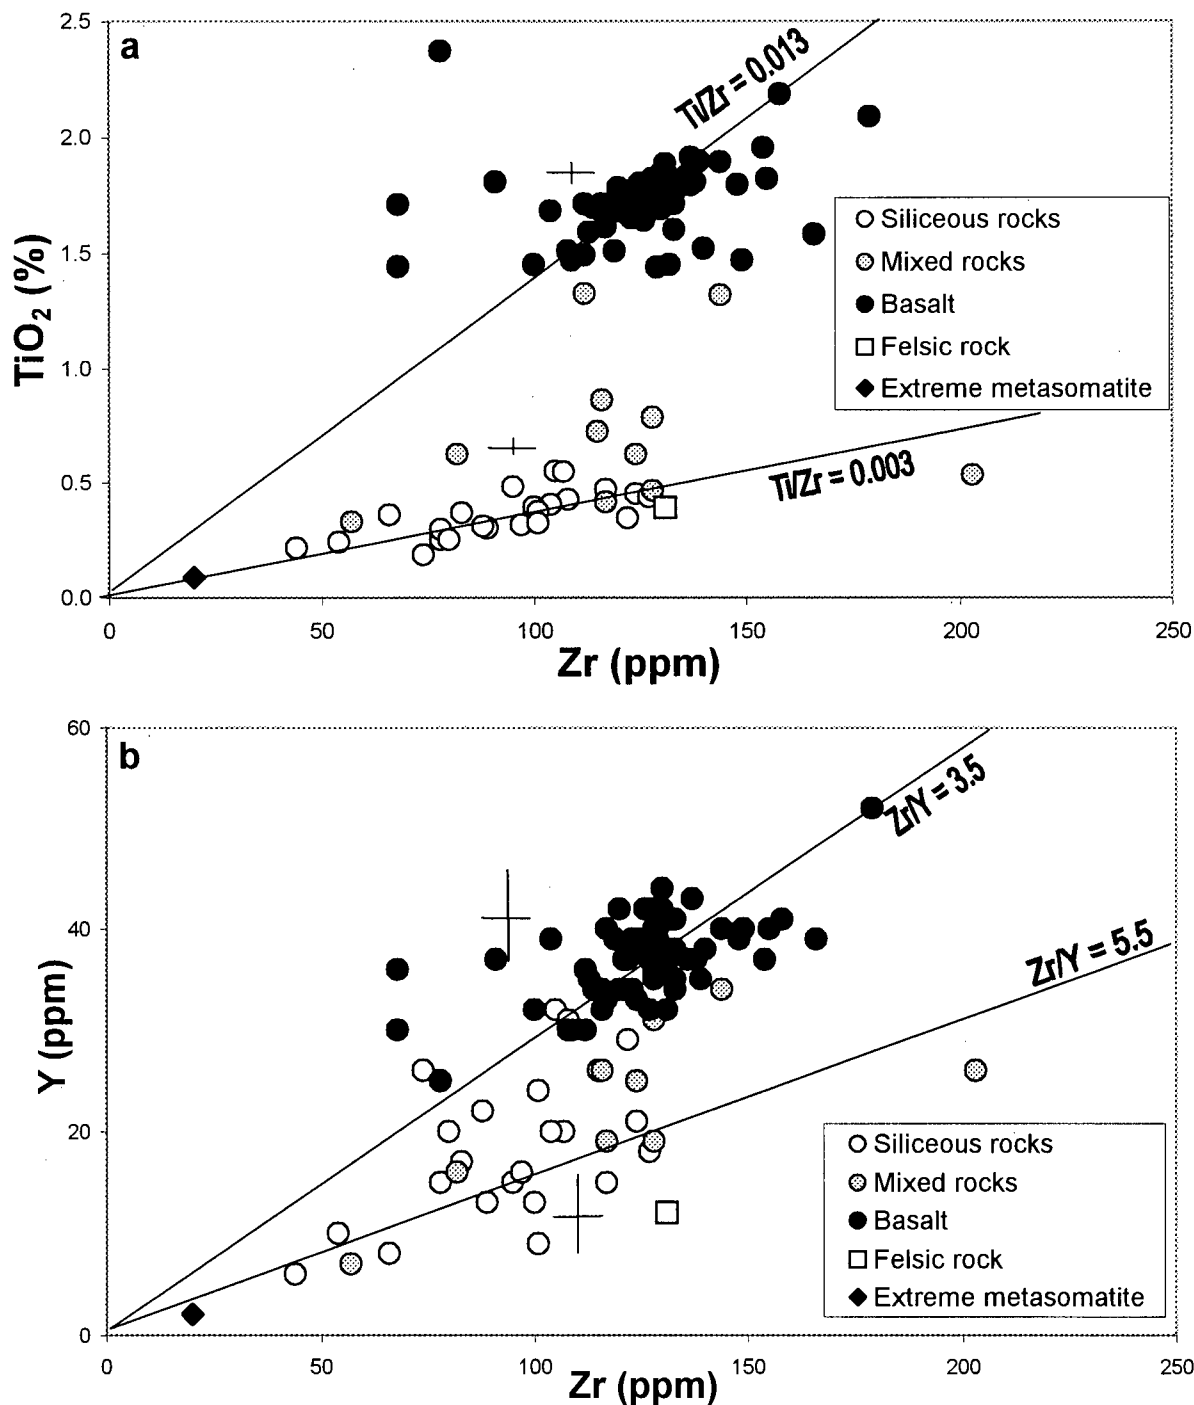 a
2.5
2.0
1.5
1.0
0.5
0.0
TiO2 (%)
Ti/Zr = 0.013
Ti/Zr = 0.003
Siliceous rocks
Mixed rocks
Basalt
Felsic rock
Extreme metasomatite
0 50 100 150 200 250
Zr (ppm)
b
60
40
20
0
Y (ppm)
Zr/Y = 3.5
Zr/Y = 5.5
Siliceous rocks
Mixed rocks
Basalt
Felsic rock
Extreme metasomatite
0 50 100 150 200 250
Zr (ppm)